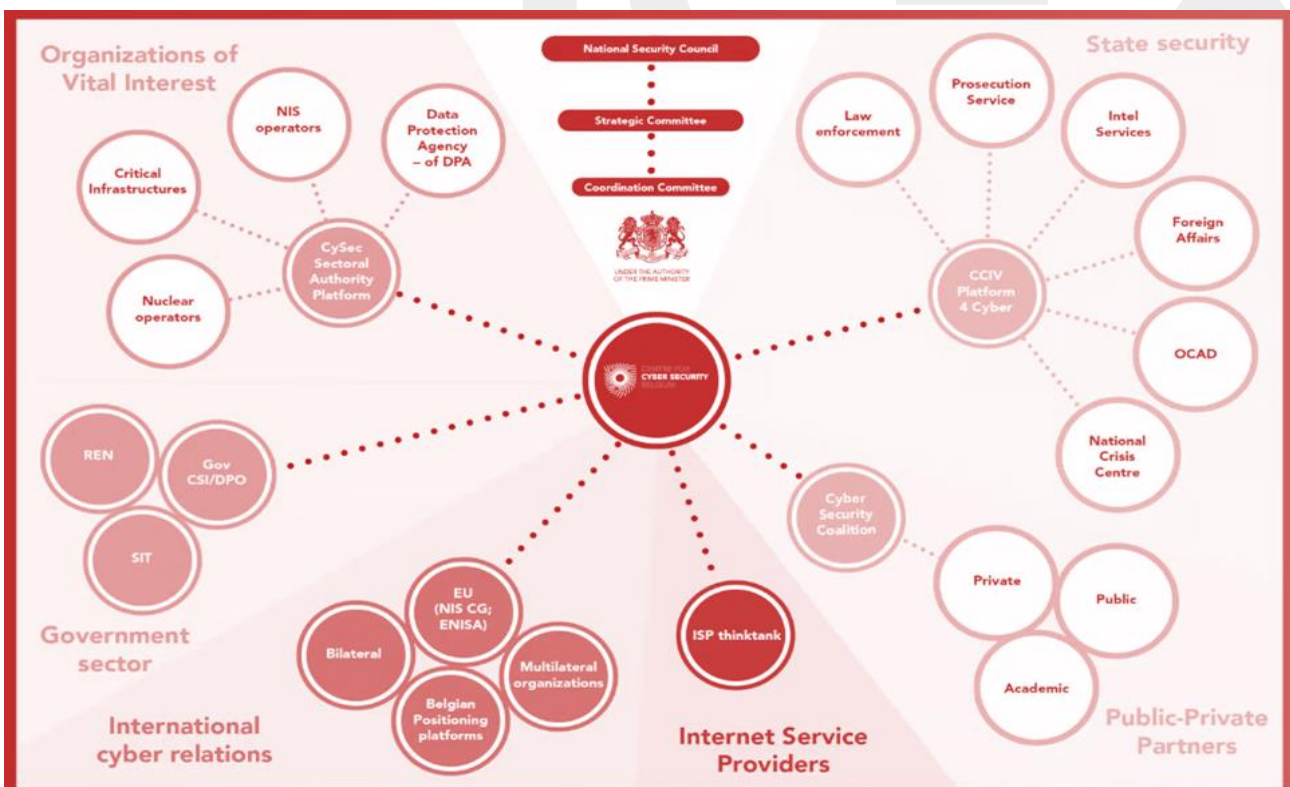 Organizations of
Vital Interest
NIS
operators
Data
Protection
Agency
– of DPA
Critical
Infrastructures
Nuclear
operators
CySec
Sectoral
Authority
Platform
National Security Council
Strategic Committee
Coordination Committee
UNDER THE AUTHORITY
OF THE PRIME MINISTER
State security
Law
enforcement
Prosecution
Service
Intel
Services
Foreign
Affairs
OCAD
National
Crisis
Centre
CCIV
Platform
4 Cyber
CENTRE FOR
CYBER SECURITY
BELGIUM
REN
Gov
CSI/DPO
SIT
Government
sector
EU
(NIS CG;
ENISA)
Bilateral
Multilateral
organizations
Belgian
Positioning
platforms
International
cyber relations
ISP thinktank
Internet Service
Providers
Cyber
Security
Coalition
Private
Public
Academic
Public-Private
Partners